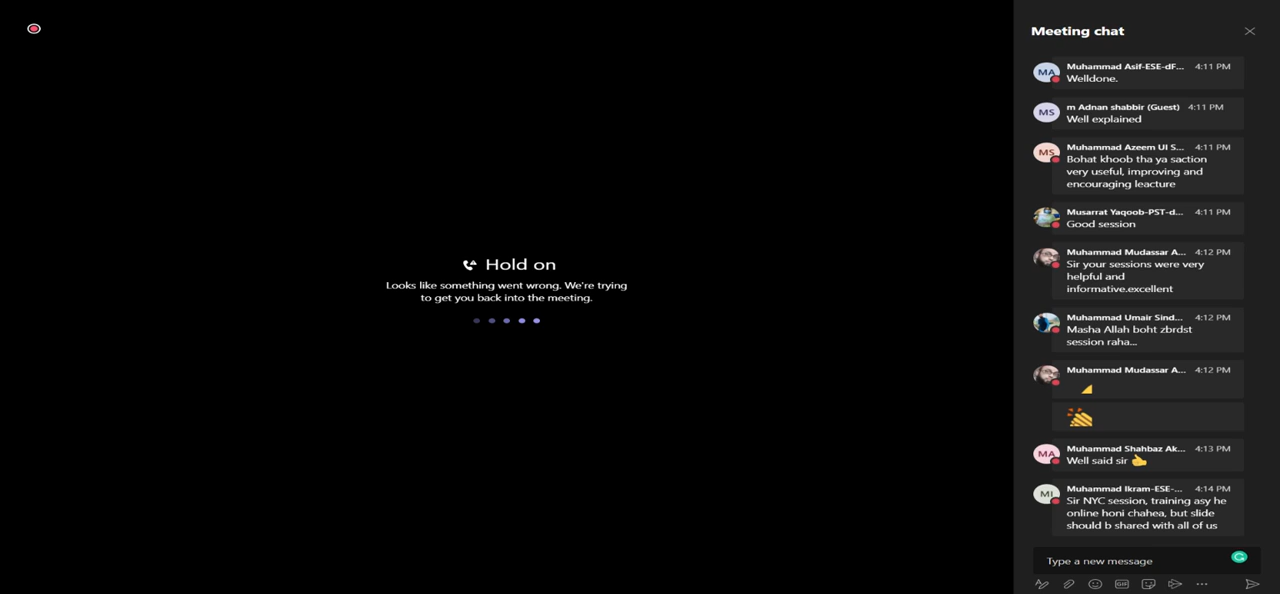 Hold on
Looks like something went wrong. We're trying
to get you back into the meeting.
Meeting chat
MA
Muhammad Asif-ESE-dF... 4:11 PM
Welldone.
MS
m Adnan shabbir (Guest) 4:11 PM
Well explained
MS
Muhammad Azeem Ul S... 4:11 PM
Bohat khoob tha ya saction
very useful, improving and
encouraging leacture
Musarrat Yaqoob-PST-d... 4:11 PM
Good session
Muhammad Mudassar A... 4:12 PM
Sir your sessions were very
helpful and
informative.excellent
Muhammad Umair Sind... 4:12 PM
Masha Allah boht zbrdst
session raha...
Muhammad Mudassar A... 4:12 PM
MA
Muhammad Shahbaz Ak... 4:13 PM
Well said sir
MI
Muhammad Ikram-ESE-... 4:14 PM
Sir NYC session, training asy he
online honi chahea, but slide
should b shared with all of us
Type a new message
GIF